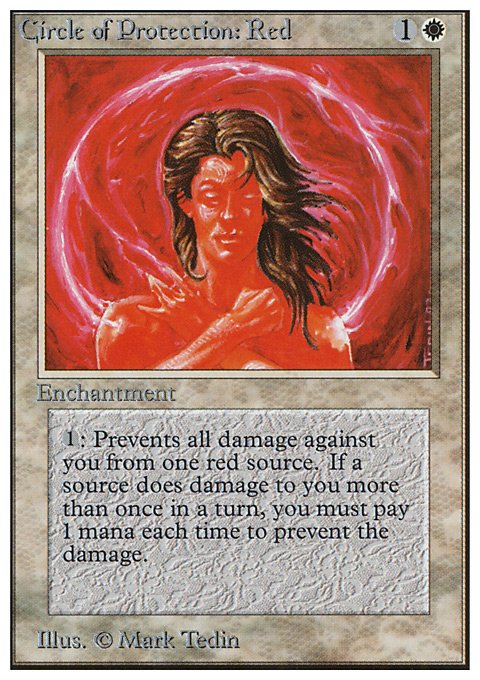 Circle of Protection: Red 1
Enchantment
1: Prevents all damage against
you from one red source. If a
source does damage to you more
than once in a turn, you must pay
1 mana each time to prevent the
damage.
Illus. © Mark Tedin